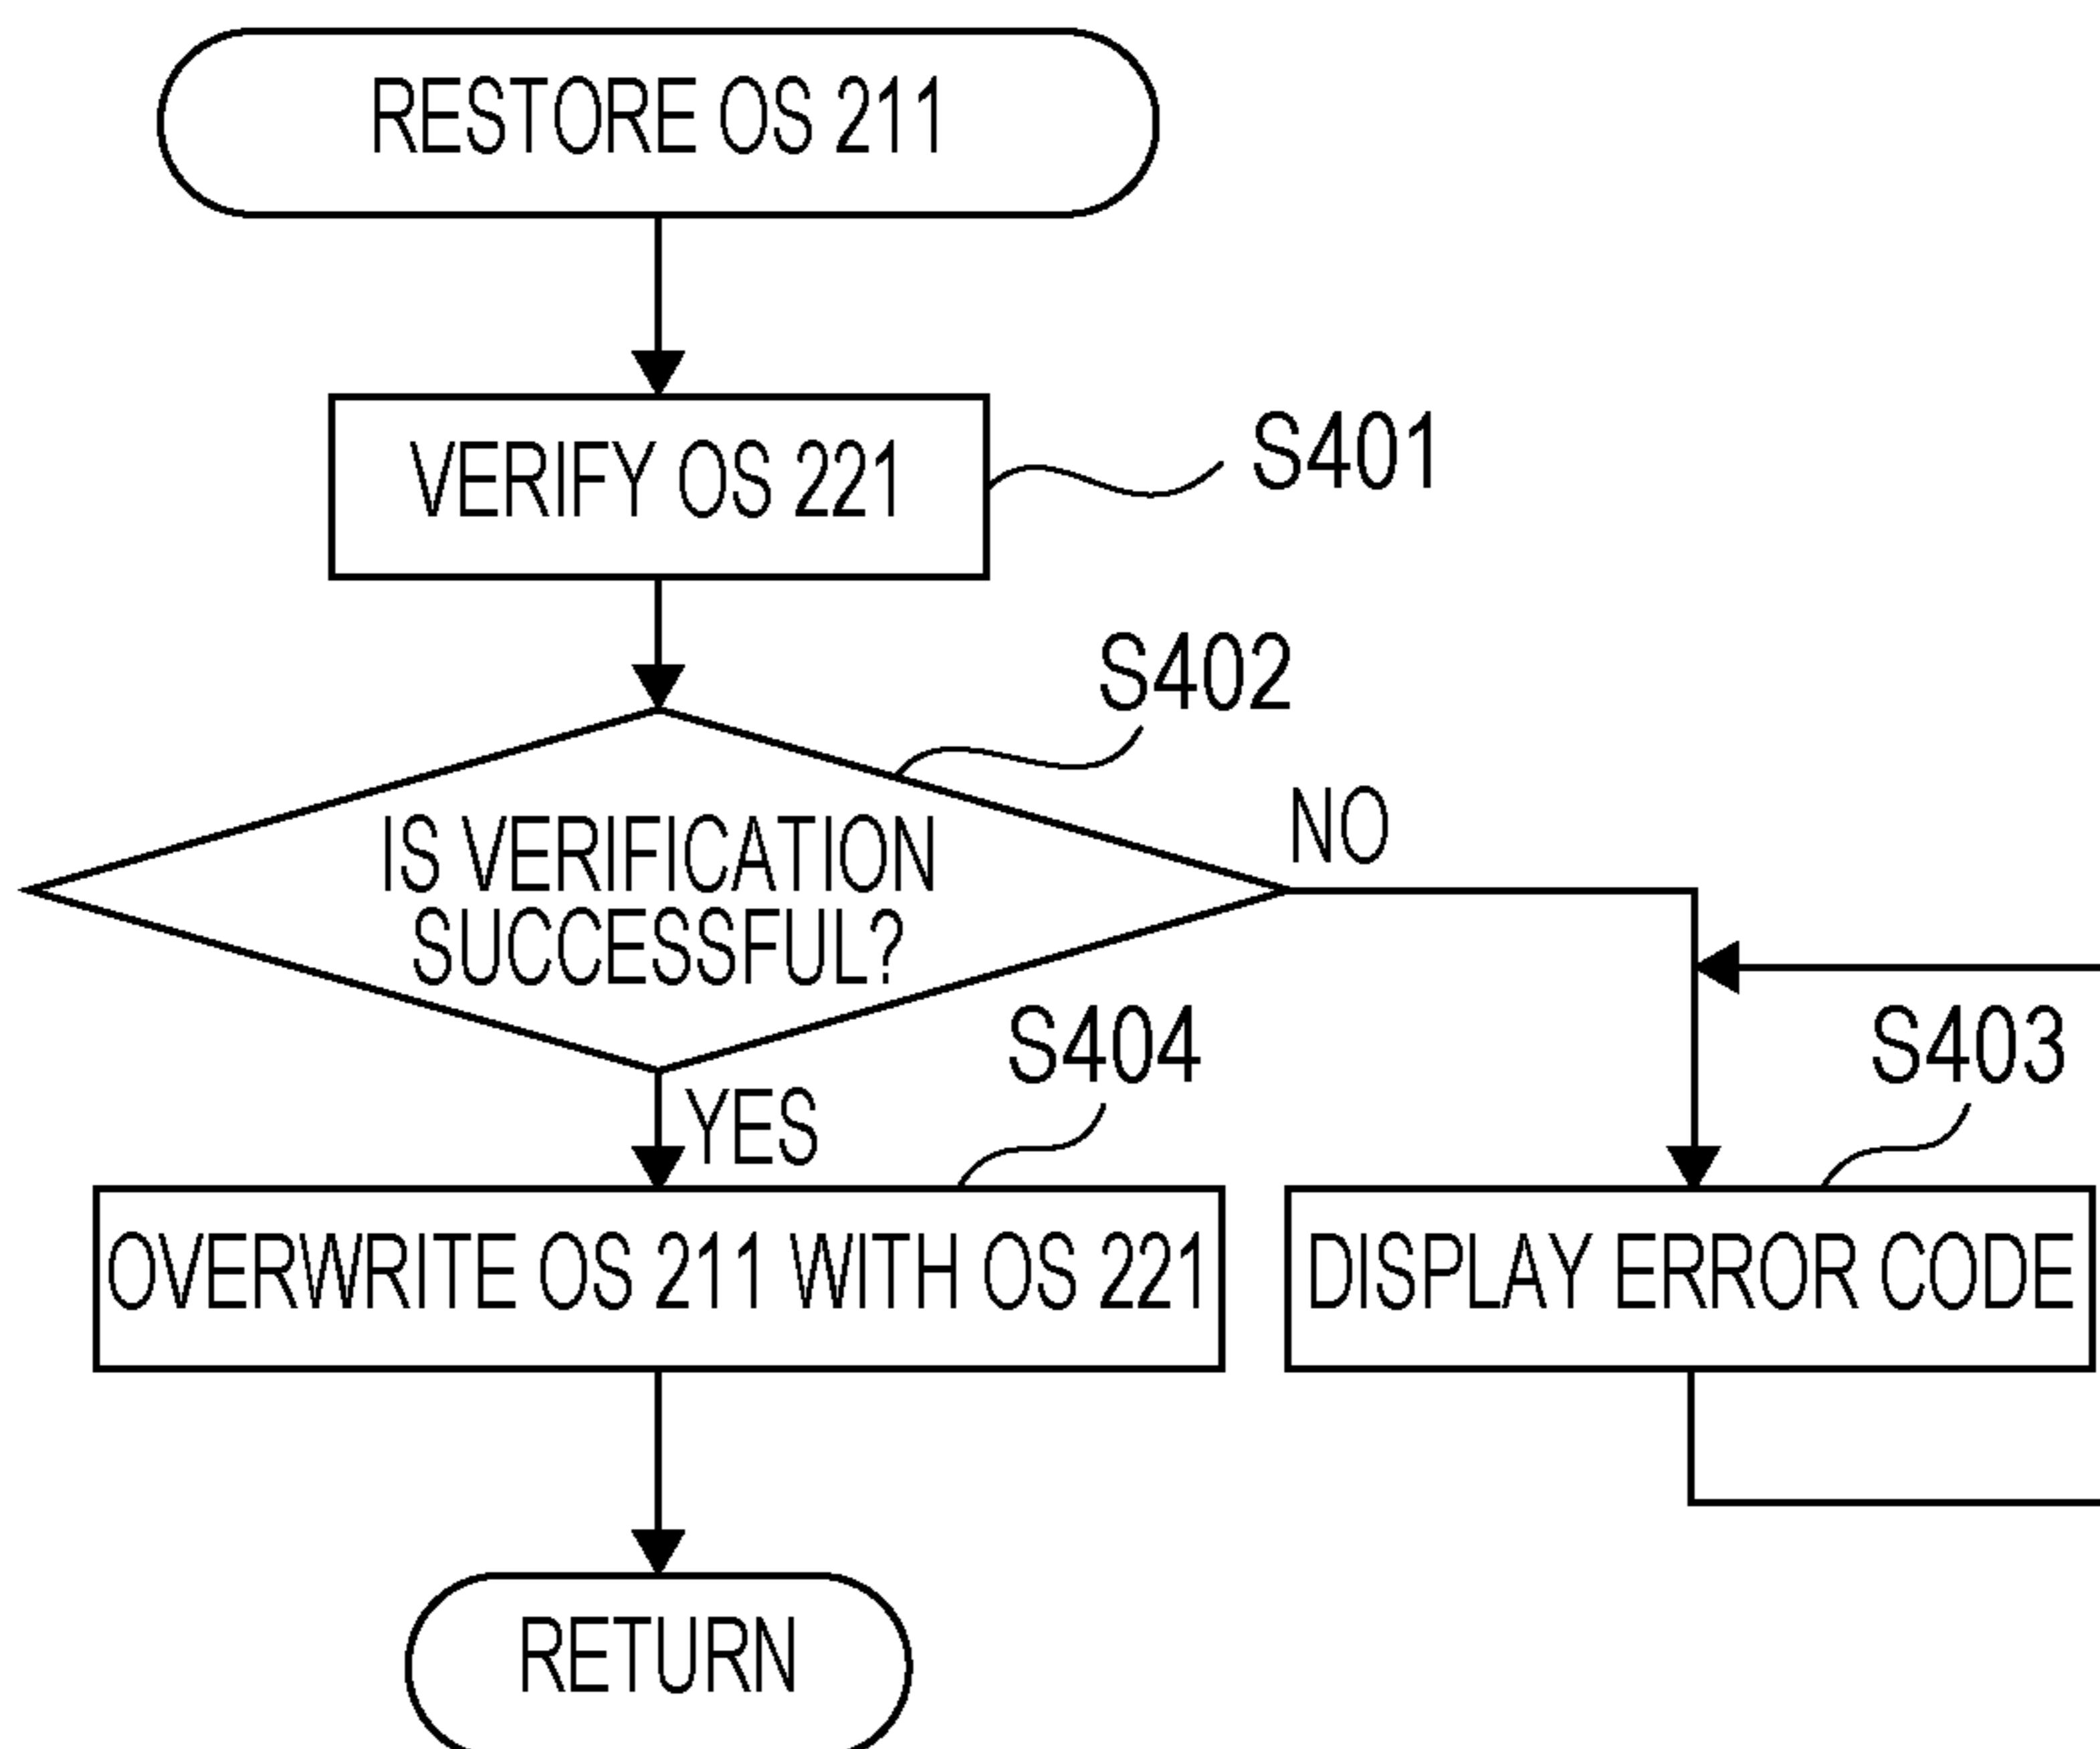 RESTORE OS 211
VERIFY OS 221
S401
S402
IS VERIFICATION
SUCCESSFUL?
NO
YES
S404
S403
OVERWRITE OS 211 WITH OS 221
DISPLAY ERROR CODE
RETURN